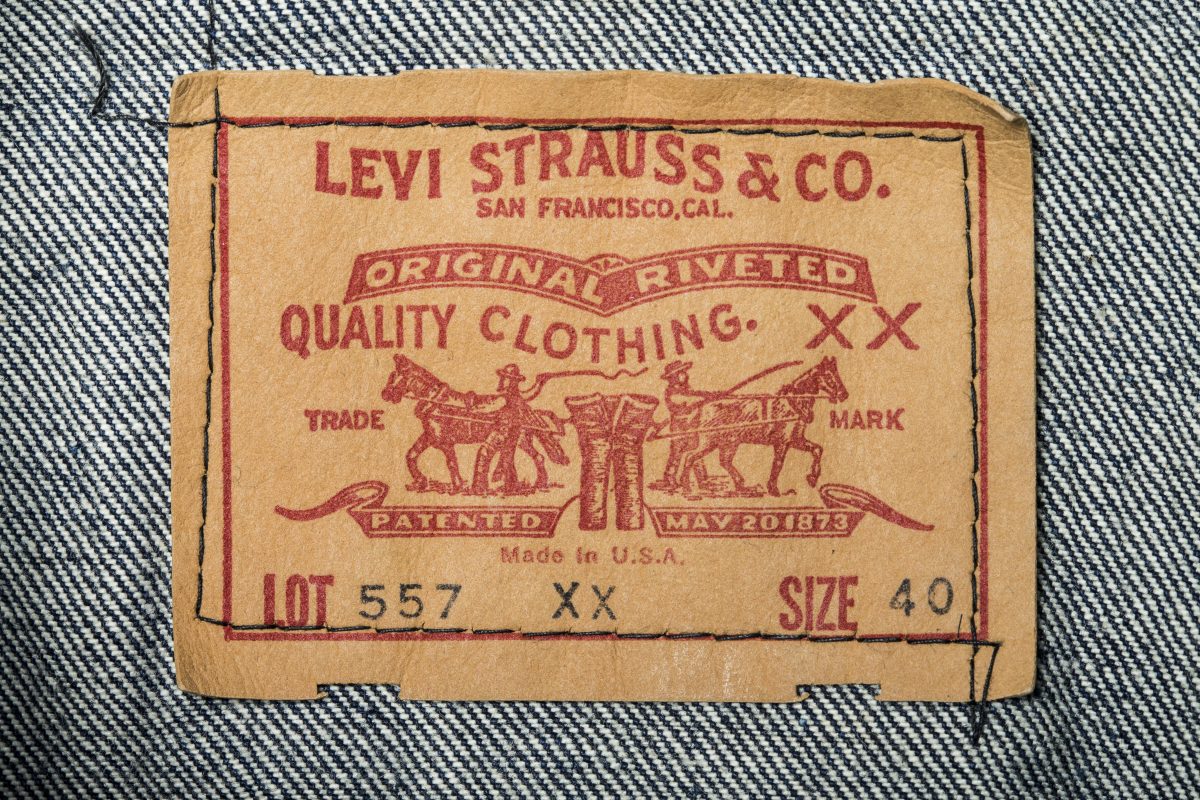 LEVI STRAUSS & CO.
SAN FRANCISCO, CAL.
ORIGINAL RIVETED
QUALITY CLOTHING. XX
TRADE MARK
PATENTED MAY 20 1873
Made in U.S.A.
LOT 557 XX SIZE 40